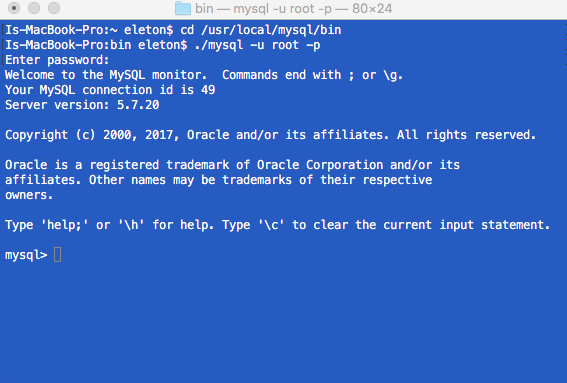 bin — mysql -u root -p — 80×24
Is-MacBook-Pro:~ eleton$ cd /usr/local/mysql/bin
Is-MacBook-Pro:bin eleton$ ./mysql -u root -p
Enter password:
Welcome to the MySQL monitor.  Commands end with ; or \g.
Your MySQL connection id is 49
Server version: 5.7.20
Copyright (c) 2000, 2017, Oracle and/or its affiliates. All rights reserved.
Oracle is a registered trademark of Oracle Corporation and/or its
affiliates. Other names may be trademarks of their respective
owners.
Type 'help;' or '\h' for help. Type '\c' to clear the current input statement.
mysql>